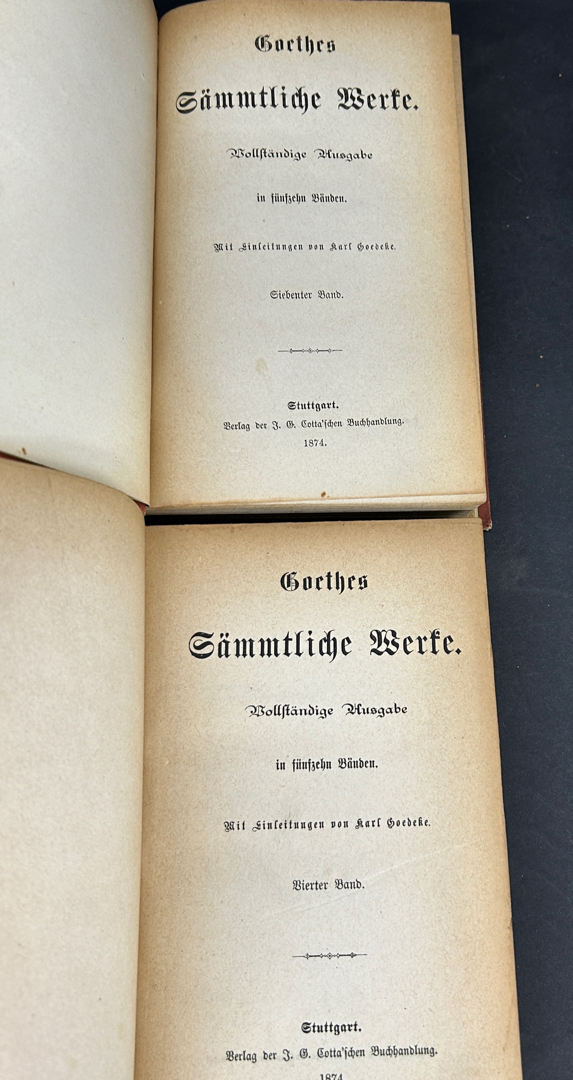 Goethes
Sämmtliche Werke.
Vollständige Ausgabe
in fünfzehn Bänden.
Mit Einleitungen von Karl Goedeke.
Siebenter Band.
Stuttgart.
Verlag der J. G. Cotta'schen Buchhandlung.
1874.
Goethes
Sämmtliche Werke.
Vollständige Ausgabe
in fünfzehn Bänden.
Mit Einleitungen von Karl Goedeke.
Vierter Band.
Stuttgart.
Verlag der J. G. Cotta'schen Buchhandlung.
1874